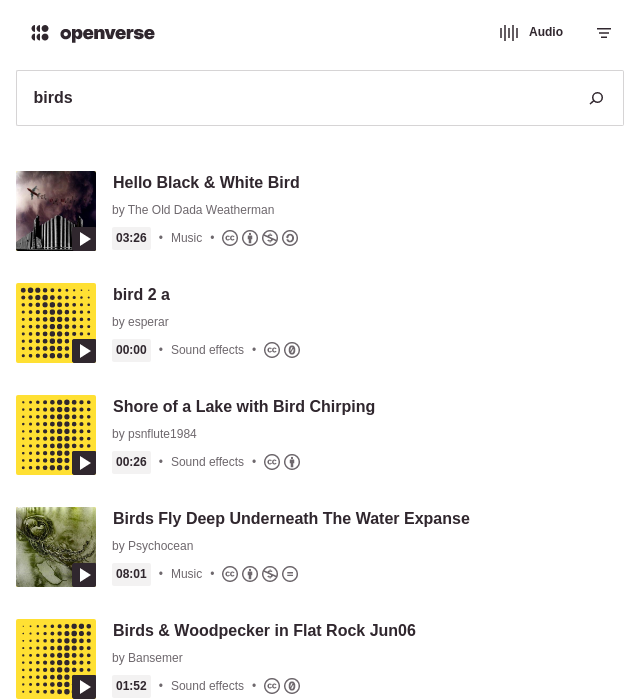 openverse
Audio
birds
Hello Black & White Bird
by The Old Dada Weatherman
03:26 • Music •
bird 2 a
by esperar
00:00 • Sound effects •
Shore of a Lake with Bird Chirping
by psnflute1984
00:26 • Sound effects •
Birds Fly Deep Underneath The Water Expanse
by Psychocean
08:01 • Music •
Birds & Woodpecker in Flat Rock Jun06
by Bansemer
01:52 • Sound effects •